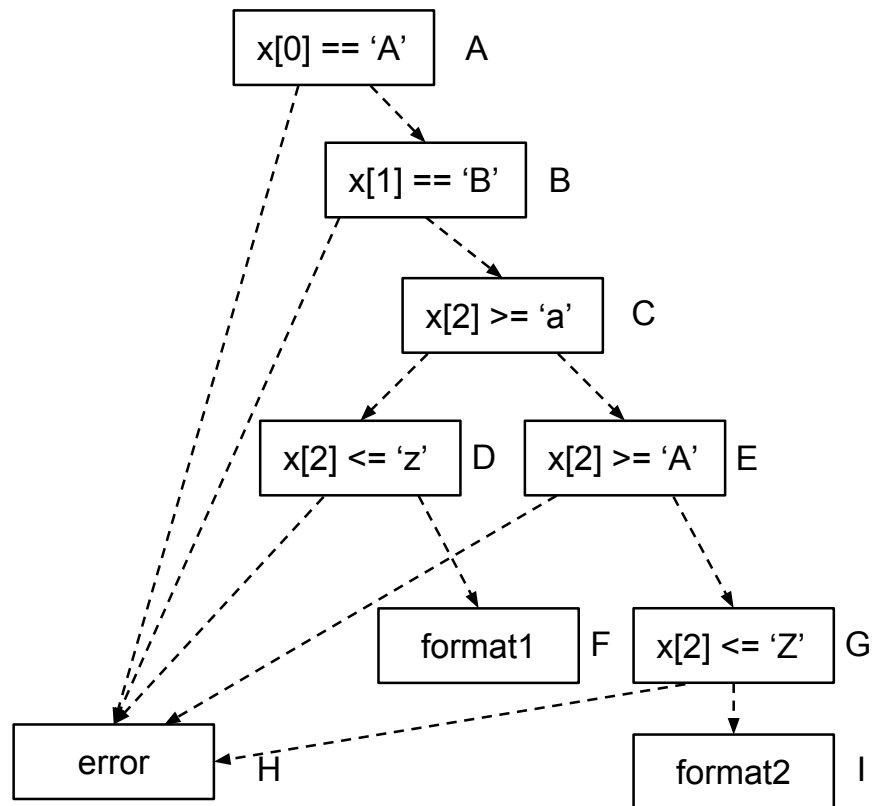 x[0] == ‘A’ A
x[1] == ‘B’ B
x[2] >= ‘a’ C
x[2] <= ‘z’ D
x[2] >= ‘A’ E
format1 F
x[2] <= ‘Z’ G
error H
format2 I